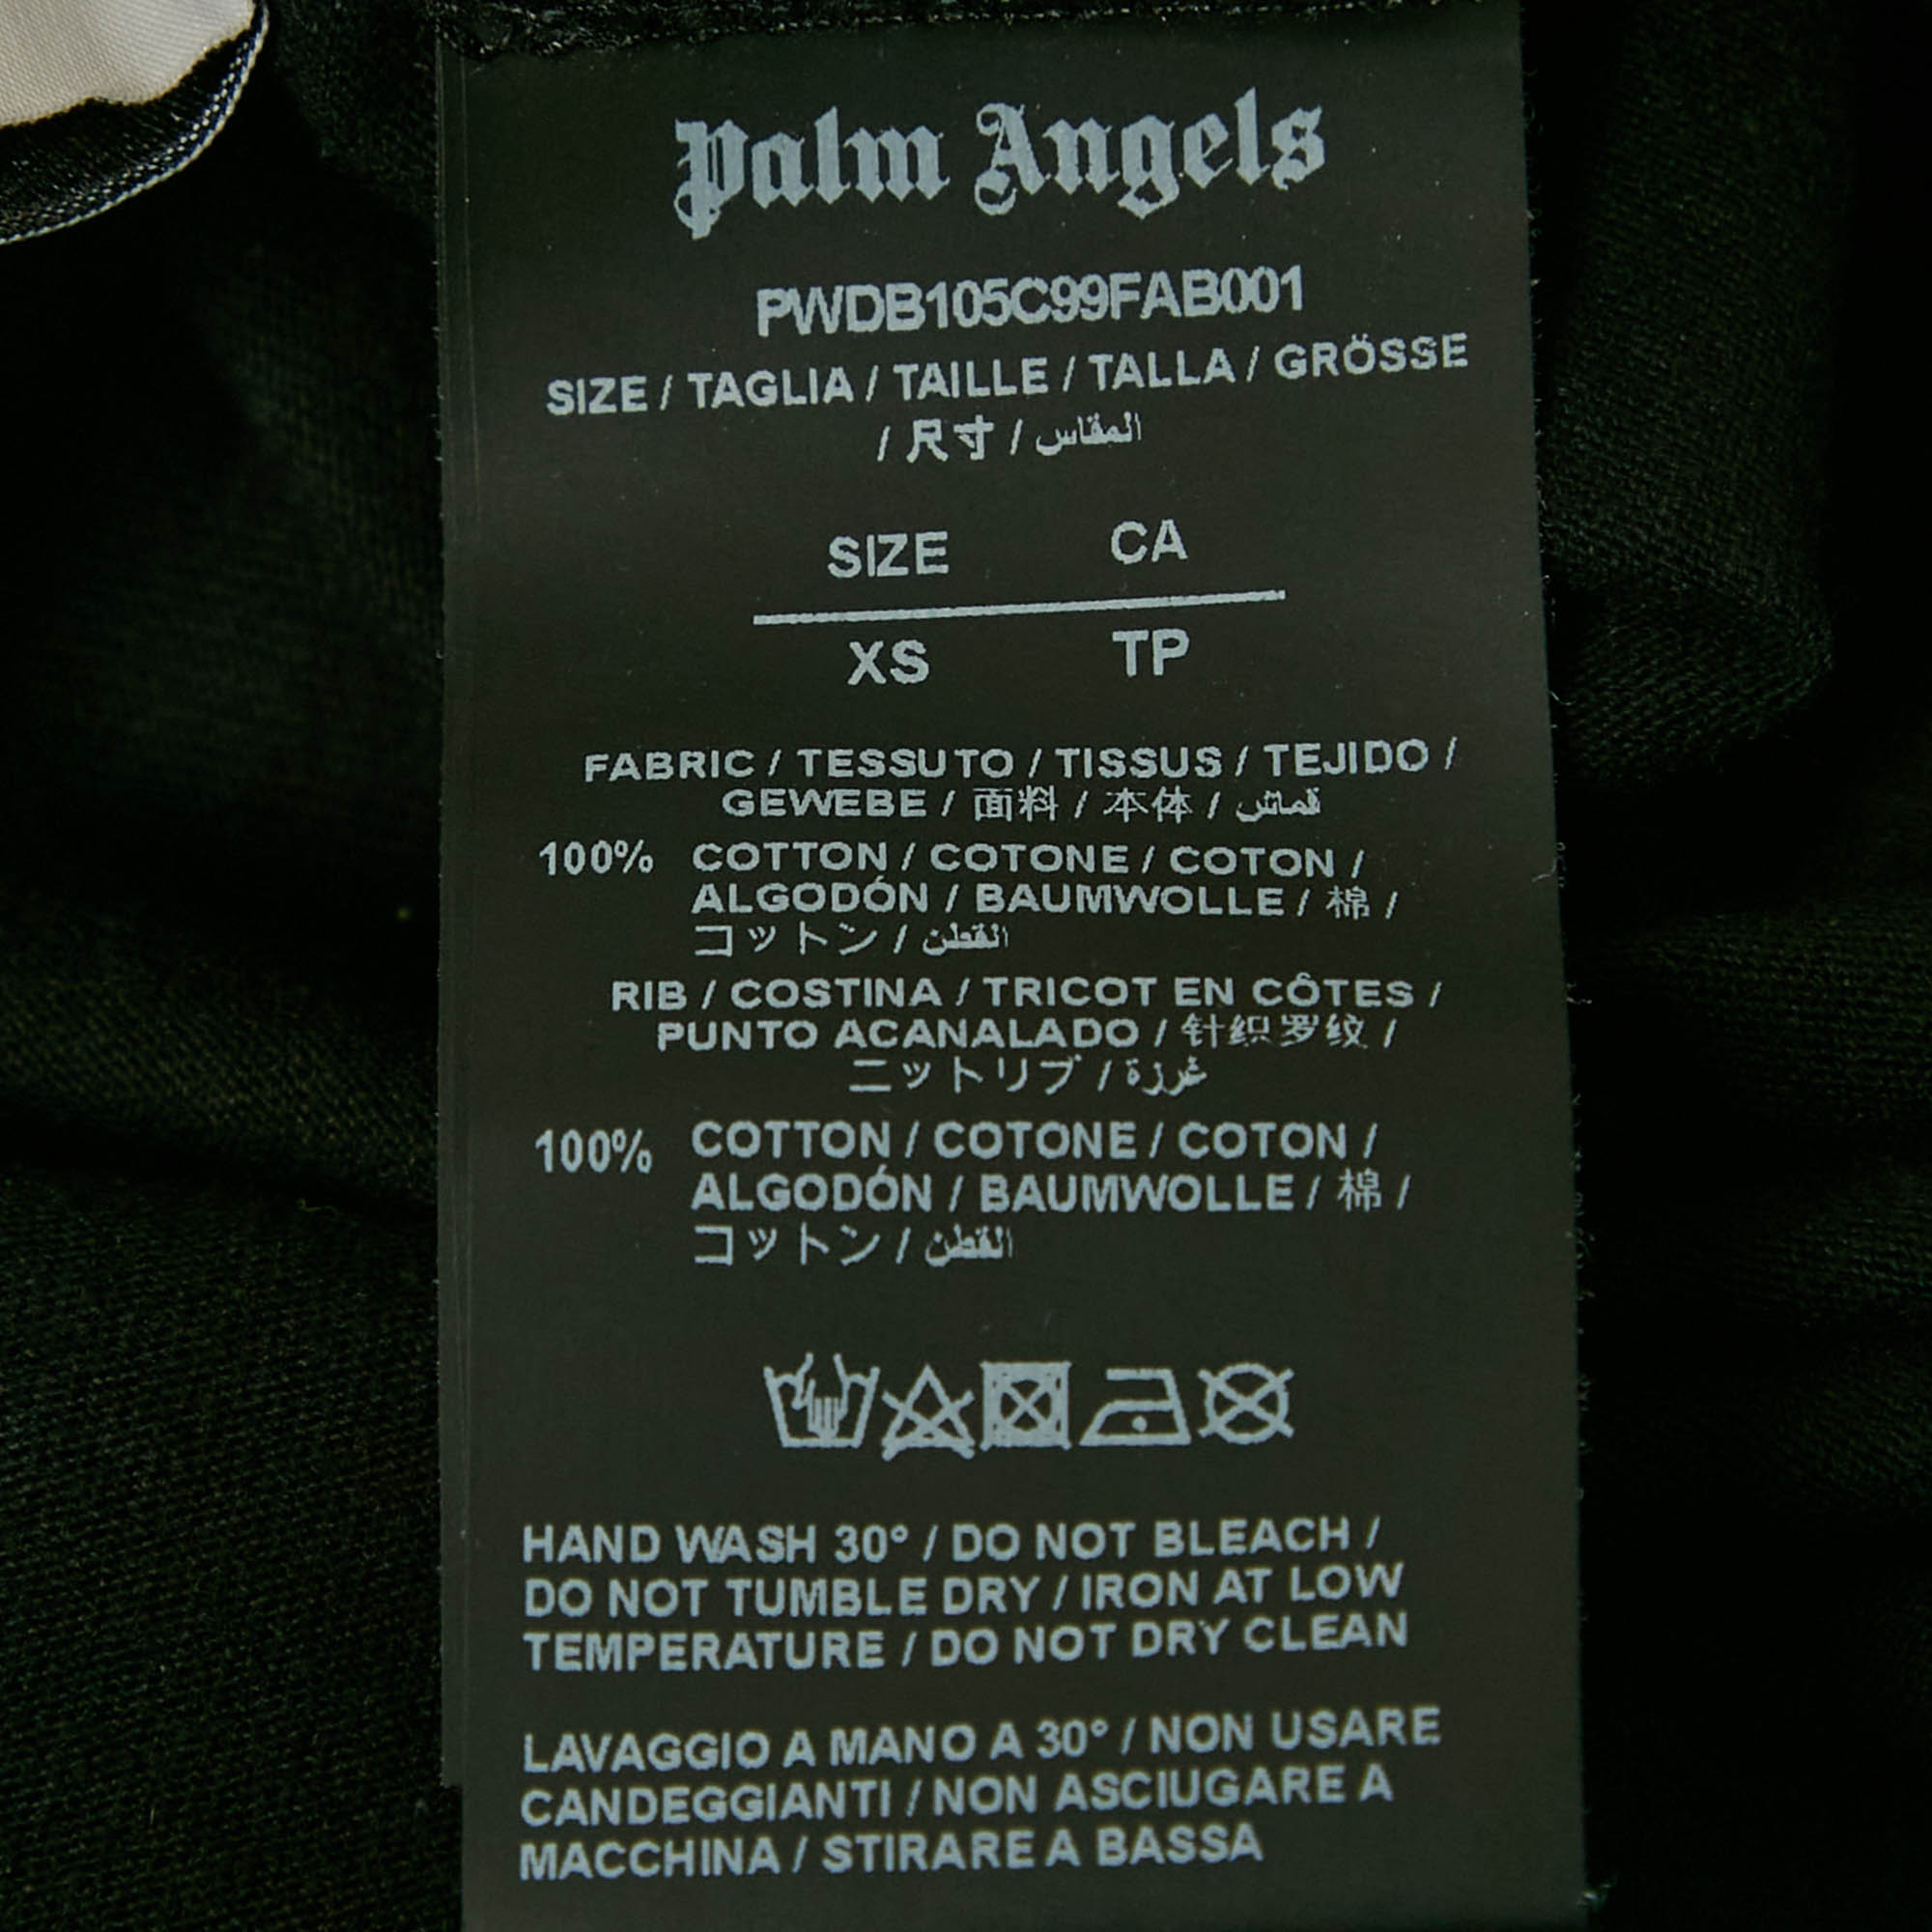 Palm Angels
PWDB105C99FAB001
SIZE / TAGLIA / TAILLE / TALLA / GRÖSSE
/ 尺寸 / المقاس
SIZE CA
XS TP
FABRIC / TESSUTO / TISSUS / TEJIDO /
GEWEBE / 面料 / 本体 / قماش
100% COTTON / COTONE / COTON /
ALGODÓN / BAUMWOLLE / 棉 /
コットン / القطن
RIB / COSTINA / TRICOT EN CÔTES /
PUNTO ACANALADO / 针织罗纹 /
ニットリブ / غرزة
100% COTTON / COTONE / COTON /
ALGODÓN / BAUMWOLLE / 棉 /
コットン / القطن
HAND WASH 30° / DO NOT BLEACH /
DO NOT TUMBLE DRY / IRON AT LOW
TEMPERATURE / DO NOT DRY CLEAN
LAVAGGIO A MANO A 30° / NON USARE
CANDEGGIANTI / NON ASCIUGARE A
MACCHINA / STIRARE A BASSA